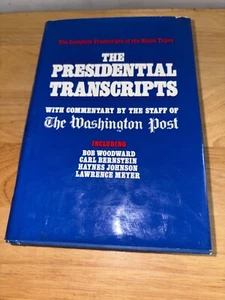 The Complete Transcripts of the Nixon Tapes
THE
PRESIDENTIAL
TRANSCRIPTS
WITH COMMENTARY BY THE STAFF OF
The Washington Post
INCLUDING
BOB WOODWARD
CARL BERNSTEIN
HAYNES JOHNSON
LAWRENCE MEYER